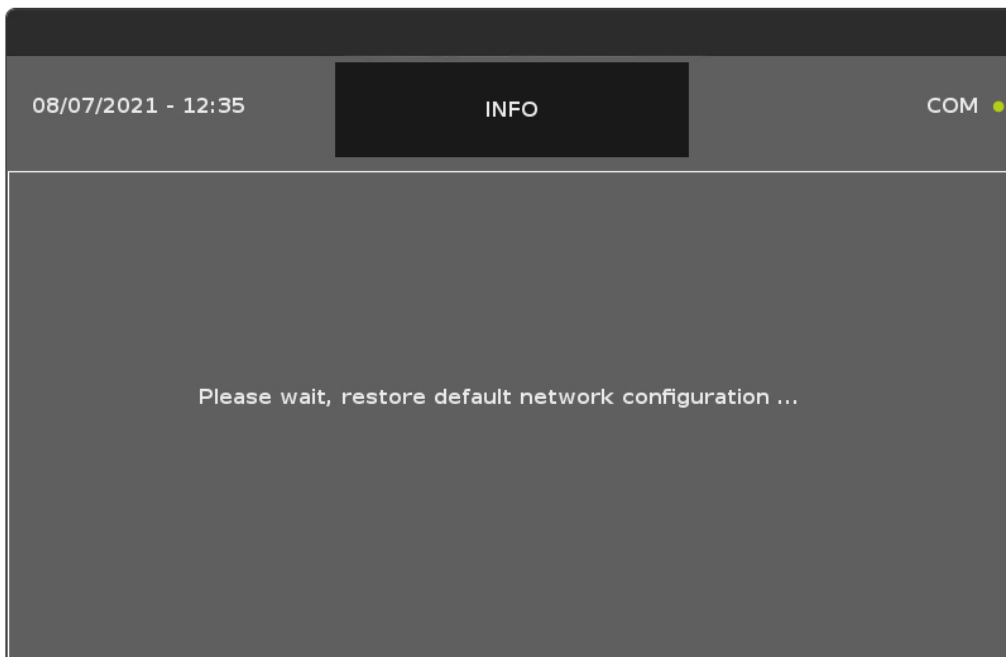 08/07/2021 - 12:35
INFO
COM
Please wait, restore default network configuration ...